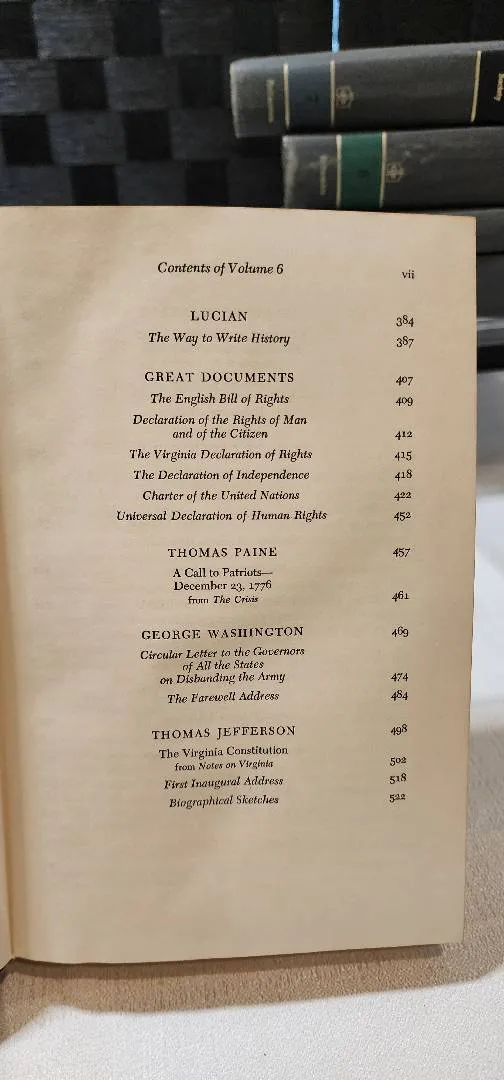 Contents of Volume 6 vii
LUCIAN 384
The Way to Write History 387
GREAT DOCUMENTS 407
The English Bill of Rights 409
Declaration of the Rights of Man
and of the Citizen 412
The Virginia Declaration of Rights 415
The Declaration of Independence 418
Charter of the United Nations 422
Universal Declaration of Human Rights 452
THOMAS PAINE 457
A Call to Patriots—
December 23, 1776
from The Crisis 461
GEORGE WASHINGTON 469
Circular Letter to the Governors
of All the States
on Disbanding the Army 474
The Farewell Address 484
THOMAS JEFFERSON 498
The Virginia Constitution
from Notes on Virginia 502
First Inaugural Address 518
Biographical Sketches 522